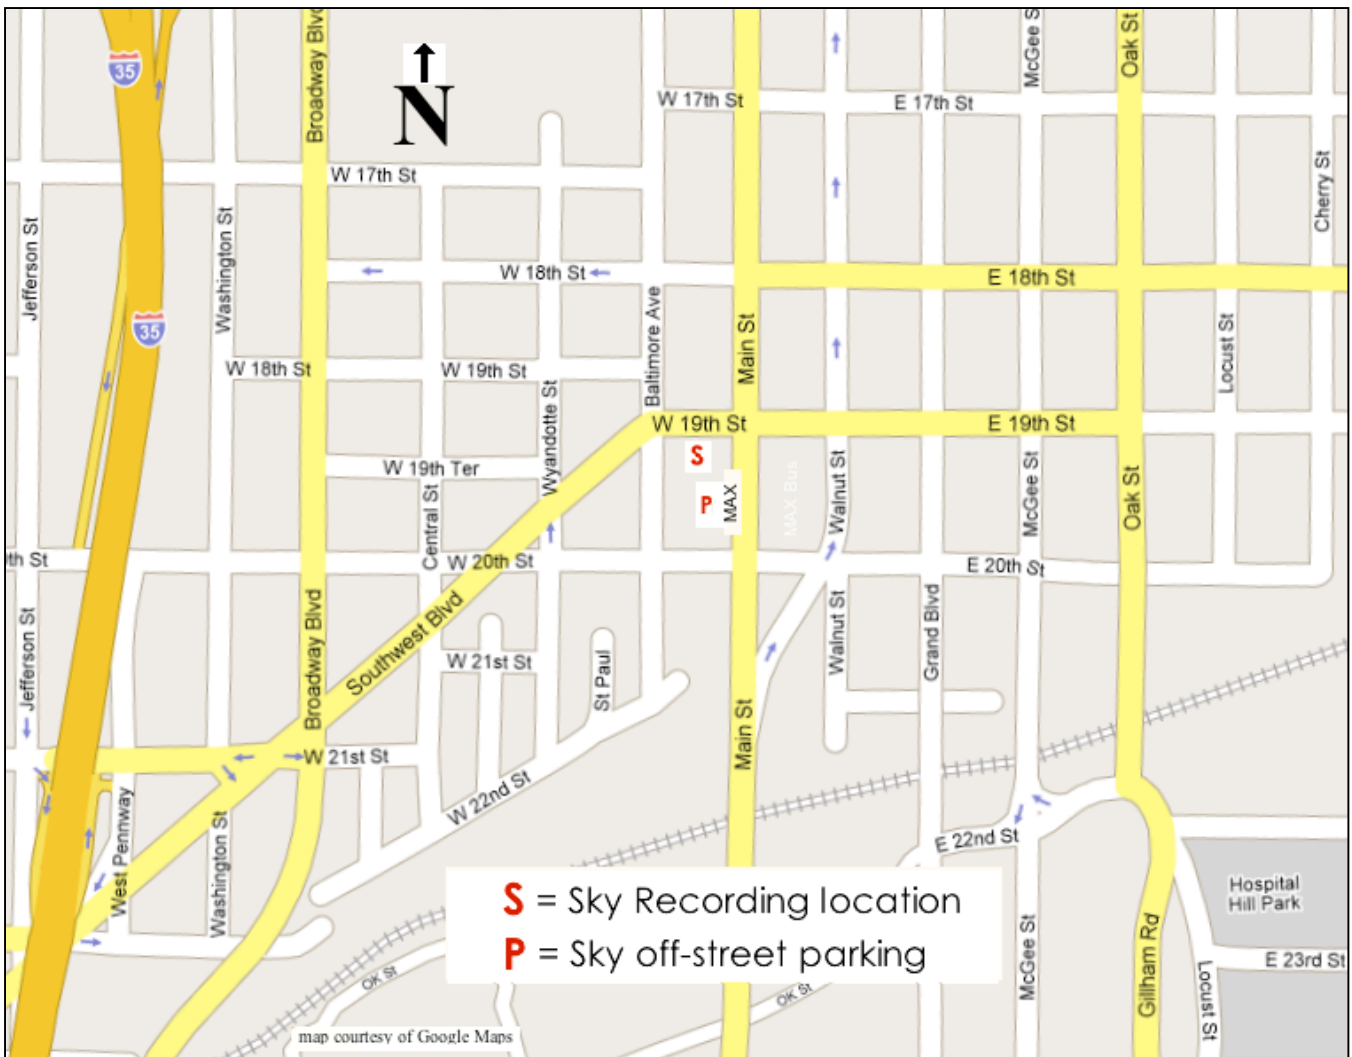 Broadway Blvd
Oak St
McGee S
35
N
W 17th St
E 17th St
W 17th St
Cherry St
Jefferson St
Washington St
W 18th St
E 18th St
35
Baltimore Ave
Main St
Locust St
W 18th St
W 19th St
Wyandotte St
W 19th St
E 19th St
S
W 19th Ter
MAX
MAX Bus
Walnut St
McGee St
Oak St
P
Central St
th St
W 20th St
E 20th St
Jefferson St
Broadway Blvd
Southwest Blvd
Walnut St
Grand Blvd
W 21st St
St Paul
Main St
W 21st St
W 22nd St
West Pennway
Washington St
E 22nd St
S = Sky Recording location
P = Sky off-street parking
Hospital
Hill Park
McGee St
Gillham Rd
Locust St
E 23rd St
OK St
OK St
map courtesy of Google Maps